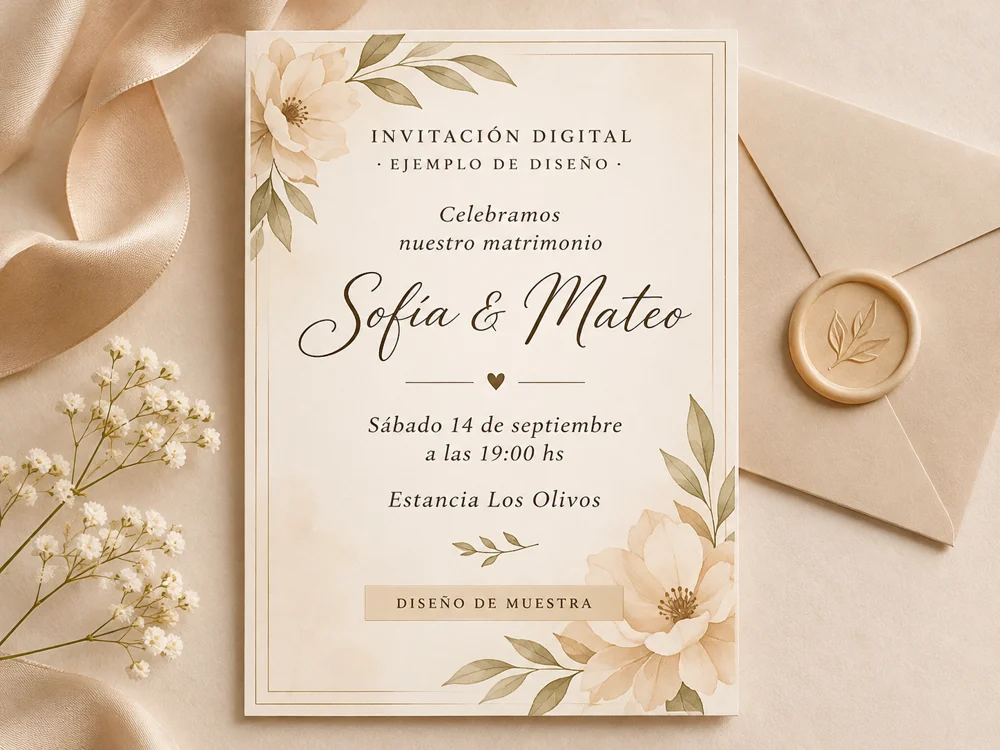 INVITACIÓN DIGITAL
· EJEMPLO DE DISEÑO ·
Celebramos
nuestro matrimonio
Sofía & Mateo
Sábado 14 de septiembre
a las 19:00 hs
Estancia Los Olivos
DISEÑO DE MUESTRA